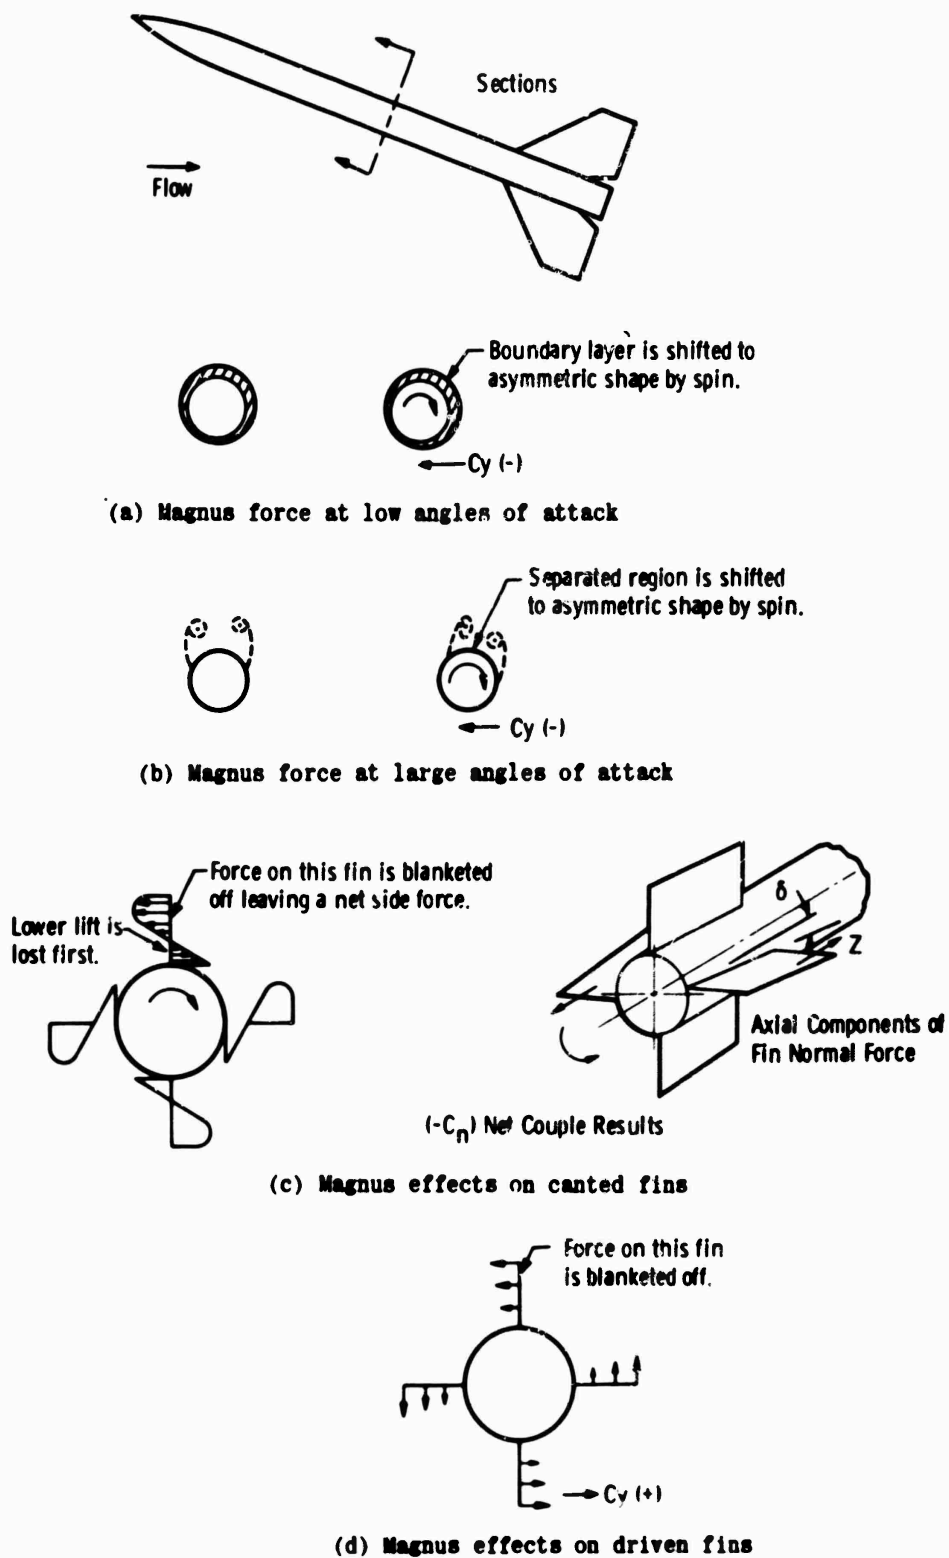 Sections
Flow
Boundary layer is shifted to
asymmetric shape by spin.
Cy (-)
(a) Magnus force at low angles of attack
Separated region is shifted
to asymmetric shape by spin.
Cy (-)
(b) Magnus force at large angles of attack
Force on this fin is blanketed
off leaving a net side force.
Lower lift is
lost first.
δ
Z
Axial Components of
Fin Normal Force
(-Cn) Net Couple Results
(c) Magnus effects on canted fins
Force on this fin
is blanketed off.
Cy (+)
(d) Magnus effects on driven fins